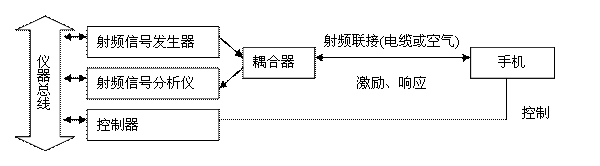 仪器总线
射频信号发生器
射频信号分析仪
控制器
耦合器
射频联接(电缆或空气)
激励、响应
手机
控制